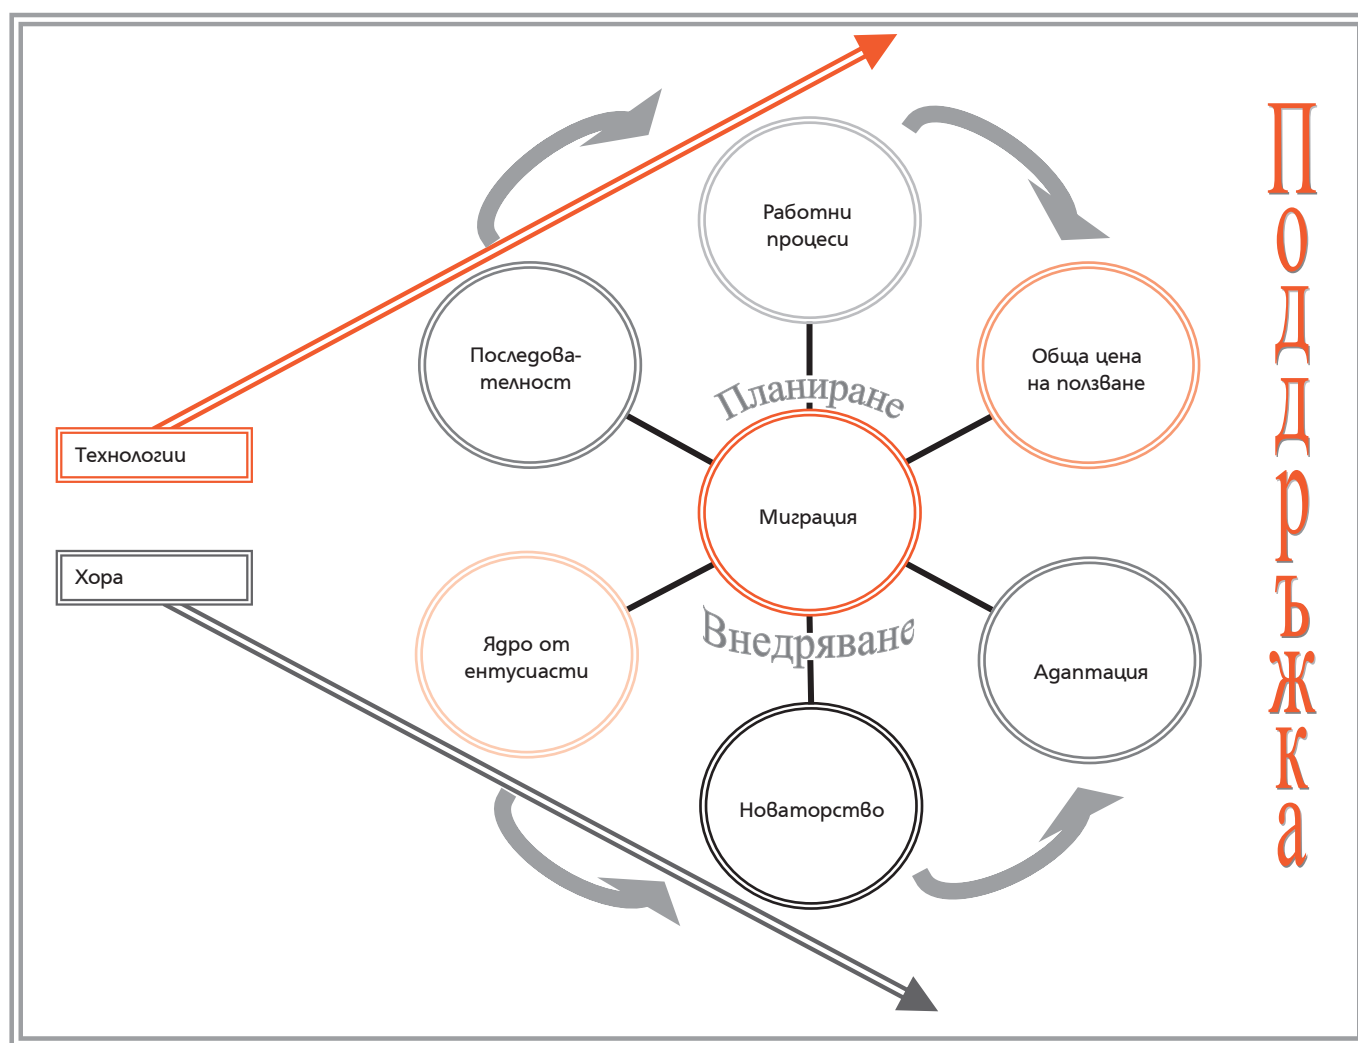 Работни
процеси
Последова-
телност
Обща цена
на ползване
Планиране
Технологии
Миграция
Хора
Внедряване
Ядро от
ентусиасти
Адаптация
Новаторство
Поддръжка